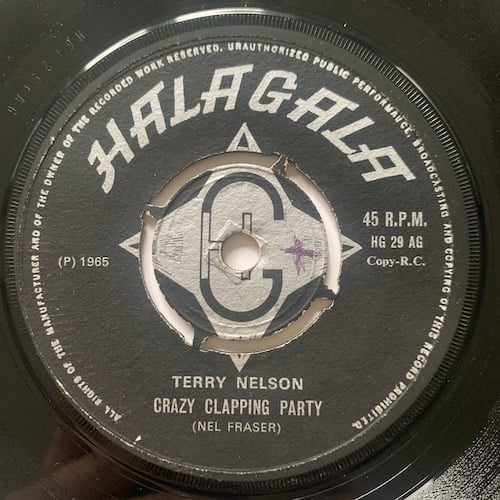 ALL RIGHTS OF THE MANUFACTURER AND OF THE OWNER OF THE RECORDED WORK RESERVED. UNAUTHORIZED PUBLIC PERFORMANCE, BROADCASTING AND COPYING OF THIS RECORD PROHIBITED.
HALAGALA
HG
45 R.P.M.
HG 29 AG
(P) 1965
Copy-R.C.
TERRY NELSON
CRAZY CLAPPING PARTY
(NEL FRASER)